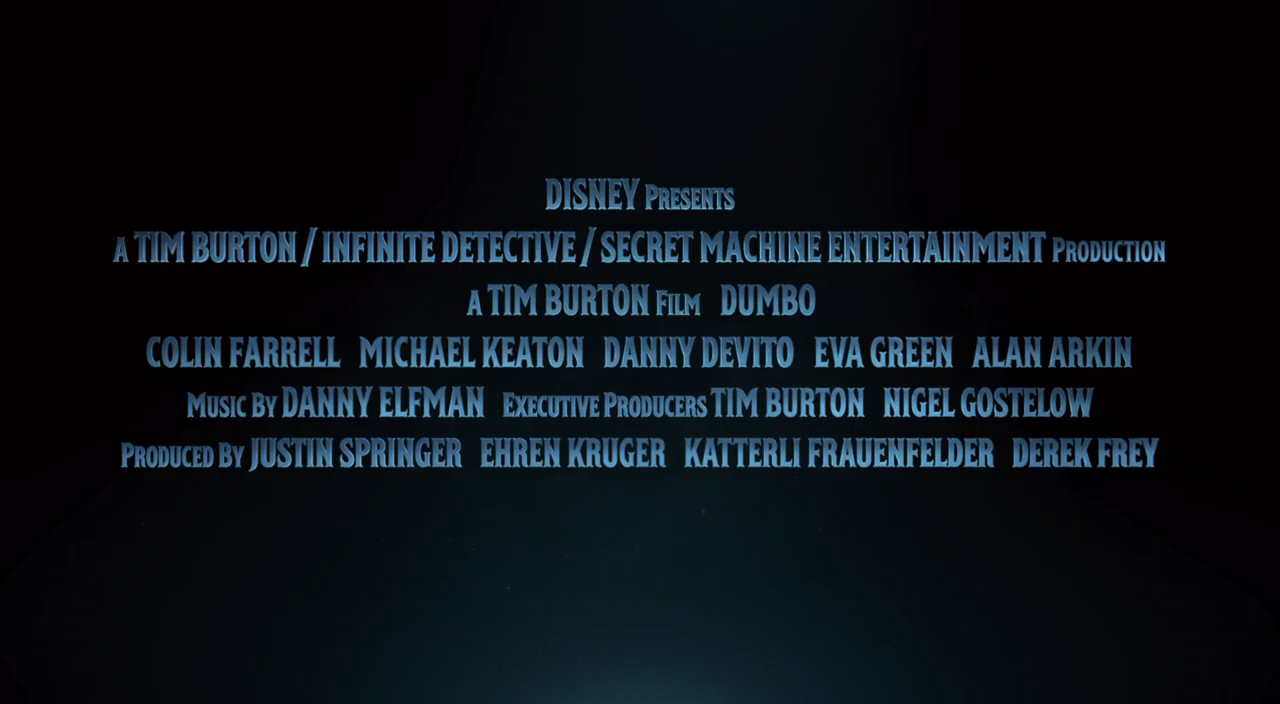 DISNEY PRESENTS
A TIM BURTON / INFINITE DETECTIVE / SECRET MACHINE ENTERTAINMENT PRODUCTION
A TIM BURTON FILM DUMBO
COLIN FARRELL MICHAEL KEATON DANNY DEVITO EVA GREEN ALAN ARKIN
MUSIC BY DANNY ELFMAN EXECUTIVE PRODUCERS TIM BURTON NIGEL GOSTELOW
PRODUCED BY JUSTIN SPRINGER EHREN KRUGER KATTERLI FRAUENFELDER DEREK FREY